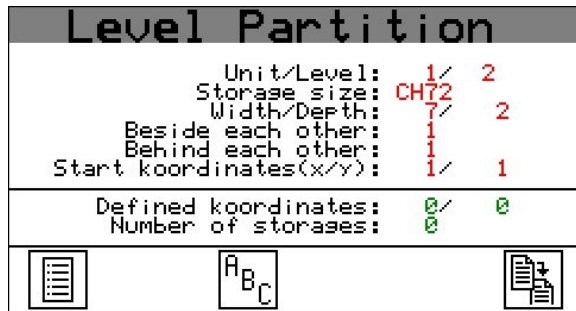 Level Partition
Unit/Level: 1/ 2
Storage size: CH72
Width/Depth: 7/ 2
Beside each other: 1
Behind each other: 1
Start koordinates(x/y): 1/ 1
Defined koordinates: 0/ 0
Number of storages: 0
ABC